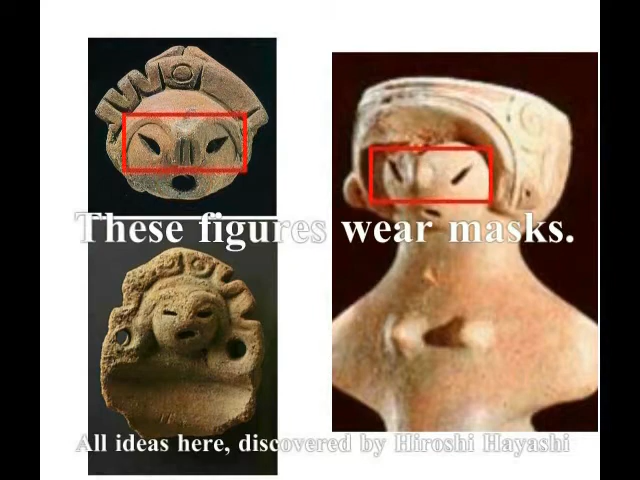 These figures wear masks.
All ideas here, discovered by Hiroshi Hayashi